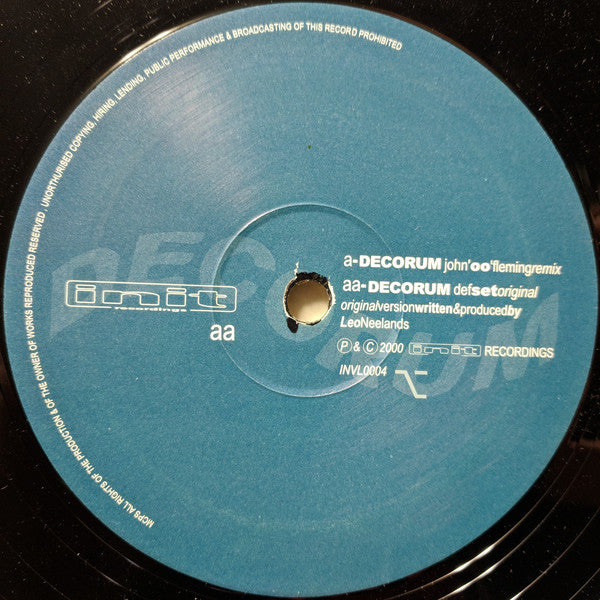 MCPS ALL RIGHTS OF THE PRODUCTION & OF THE OWNER OF WORKS REPRODUCED RESERVED . UNORTHURISED COPYING, HIRING, LENDING, PUBLIC PERFORMANCE & BROADCASTING OF THIS RECORD PROHIBITED
DECORUM
init
recordings
aa
a-DECORUM john'oo'flemingremix
aa-DECORUM defsetoriginal
originalversionwritten&producedby
LeoNeelands
Ⓟ & © 2000 init RECORDINGS
INVL0004